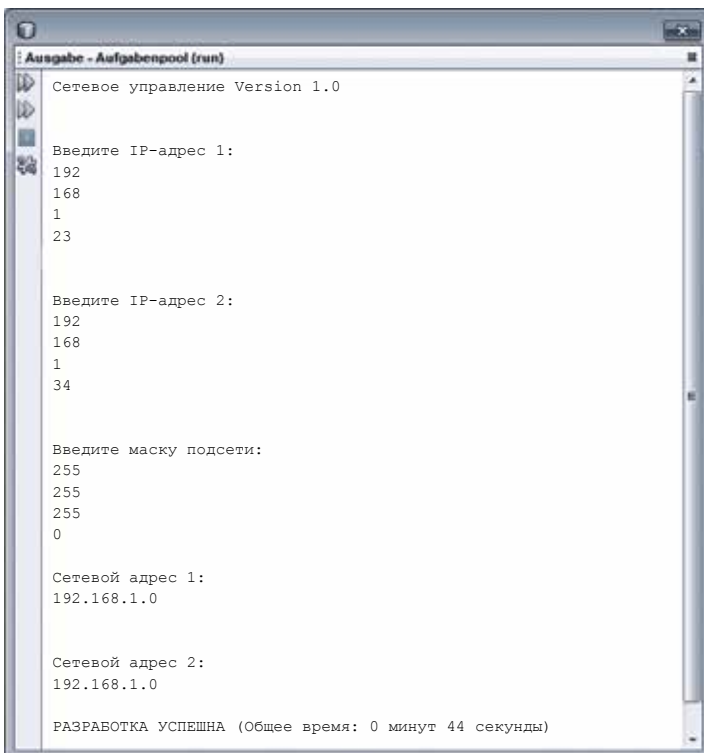 Ausgabe - Aufgabenpool (run)
Сетевое управление Version 1.0
Введите IP-адрес 1:
192
168
1
23
Введите IP-адрес 2:
192
168
1
34
Введите маску подсети:
255
255
255
0
Сетевой адрес 1:
192.168.1.0
Сетевой адрес 2:
192.168.1.0
РАЗРАБОТКА УСПЕШНА (Общее время: 0 минут 44 секунды)